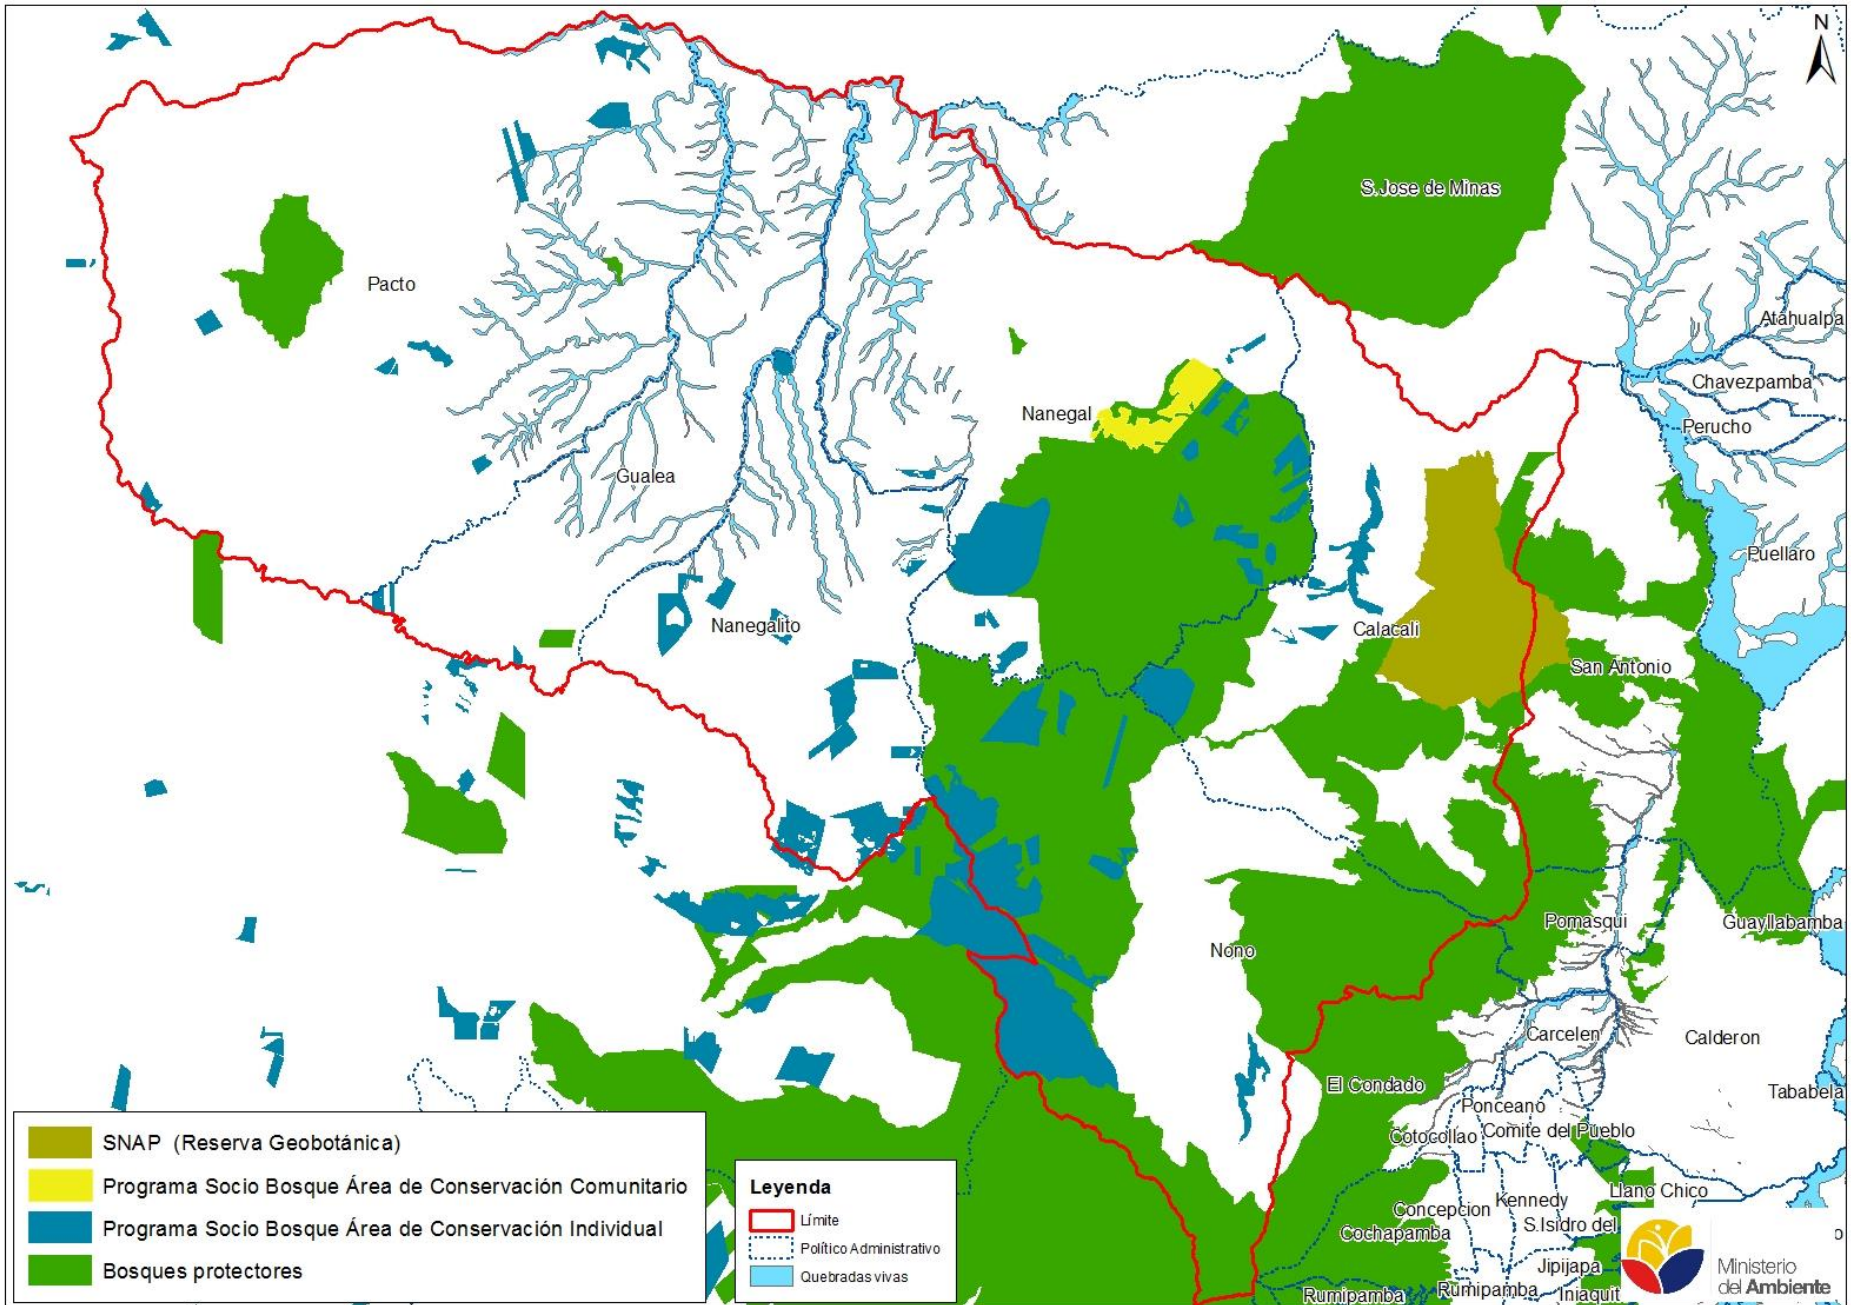 N
S.Jose de Minas
Pacto
Atahualpa
Chavezpamba
Nanegal
Perucho
Gualea
Puellaro
Nanegalito
Calacali
San Antonio
Pomasqui
Guayllabamba
Nono
Carcelen
Calderon
El Condado
Tababela
Ponceano
Cotocollao
Comite del Pueblo
Llano Chico
Kennedy
Concepcion
S.Isidro del
Cochapamba
Jipijapa
Rumipamba
Rumipamba
Iniaquit
SNAP (Reserva Geobotánica)
Programa Socio Bosque Área de Conservación Comunitario
Programa Socio Bosque Área de Conservación Individual
Bosques protectores
Leyenda
Límite
Político Administrativo
Quebradas vivas
Ministerio
del Ambiente